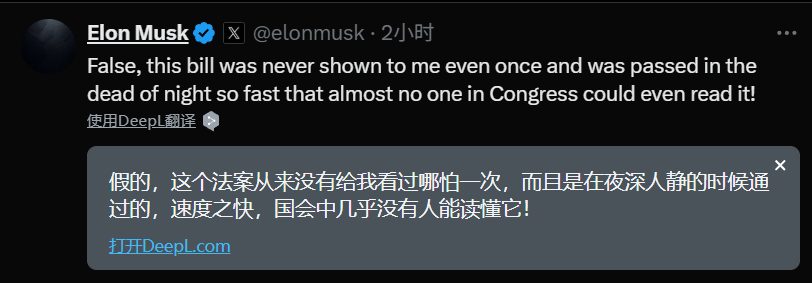 Elon Musk X @elonmusk · 2小时
False, this bill was never shown to me even once and was passed in the
dead of night so fast that almost no one in Congress could even read it!
使用DeepL翻译
假的，这个法案从来没有给我看过哪怕一次，而且是在夜深人静的时候通
过的，速度之快，国会中几乎没有人能读懂它！
打开DeepL.com